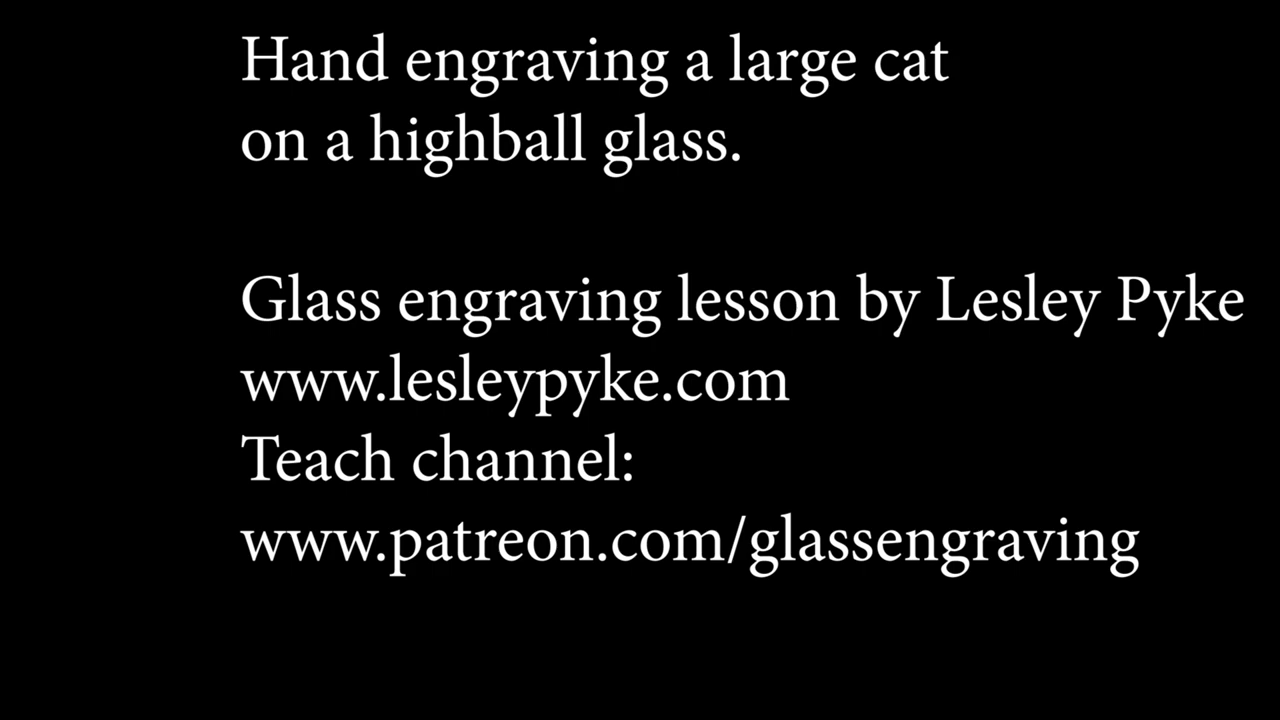 Hand engraving a large cat
on a highball glass.
Glass engraving lesson by Lesley Pyke
www.lesleypyke.com
Teach channel:
www.patreon.com/glassengraving